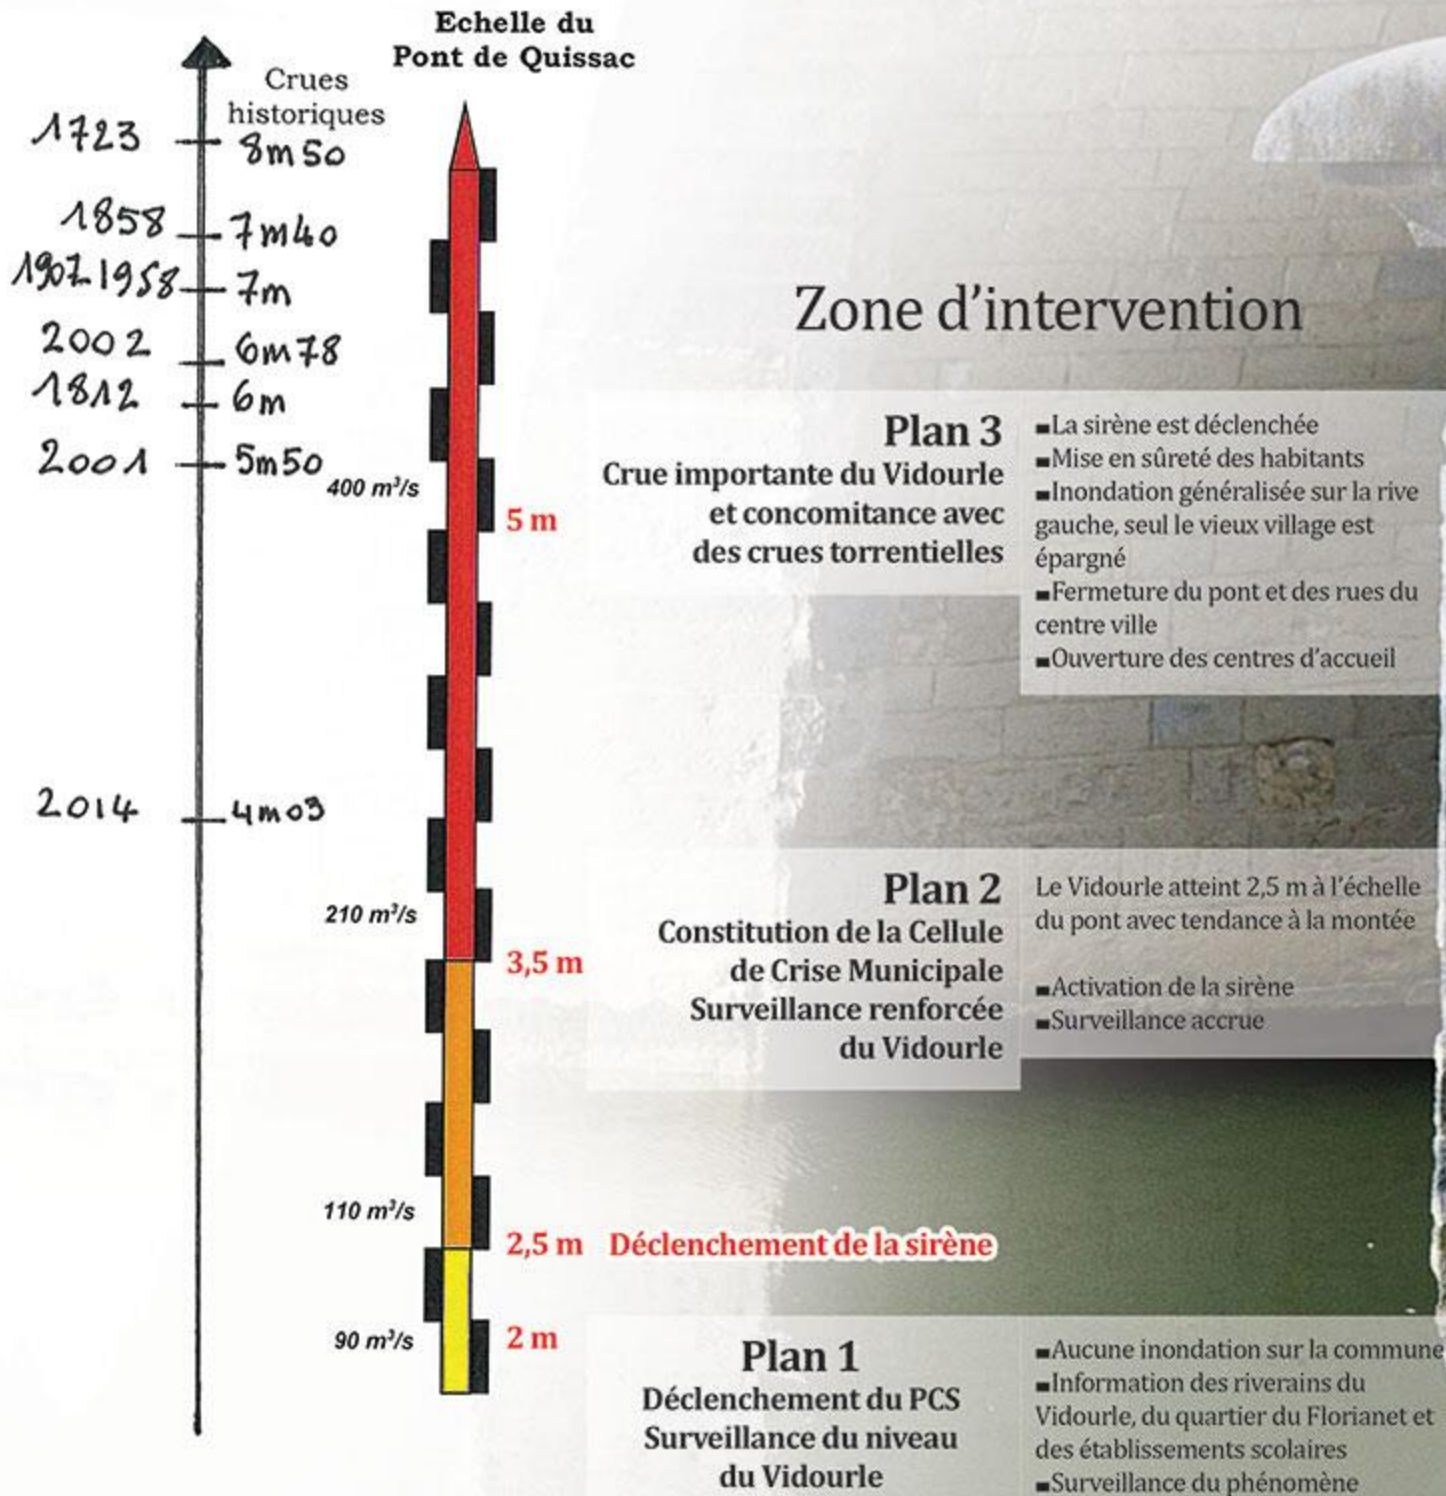 Echelle du
Pont de Quissac
Crues
historiques
1723 8m50
1858 7m40
1907 1958 7m
2002 6m78
1812 6m
2001 5m50
400 m³/s
5 m
2014 4m03
210 m³/s
3,5 m
110 m³/s
2,5 m Déclenchement de la sirène
90 m³/s
2 m
Zone d'intervention
Plan 3
Crue importante du Vidourle
et concomitance avec
des crues torrentielles
▬La sirène est déclenchée
▬Mise en sûreté des habitants
▬Inondation généralisée sur la rive
gauche, seul le vieux village est
épargné
▬Fermeture du pont et des rues du
centre ville
▬Ouverture des centres d'accueil
Plan 2
Constitution de la Cellule
de Crise Municipale
Surveillance renforcée
du Vidourle
Le Vidourle atteint 2,5 m à l'échelle
du pont avec tendance à la montée
▬Activation de la sirène
▬Surveillance accrue
Plan 1
Déclenchement du PCS
Surveillance du niveau
du Vidourle
▬Aucune inondation sur la commune
▬Information des riverains du
Vidourle, du quartier du Florianet et
des établissements scolaires
▬Surveillance du phénomène